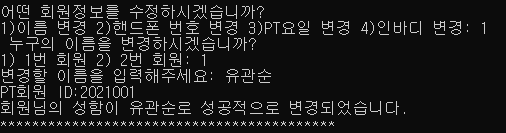 어떤 회원정보를 수정하시겠습니까?
1)이름 변경 2)핸드폰 번호 변경 3)PT요일 변경 4)인바디 변경: 1
 누구의 이름을 변경하시겠습니까?
1) 1번 회원 2) 2번 회원: 1
변경할 이름을 입력해주세요: 유관순
PT회원 ID:2021001
회원님의 성함이 유관순로 성공적으로 변경되었습니다.
******************************************